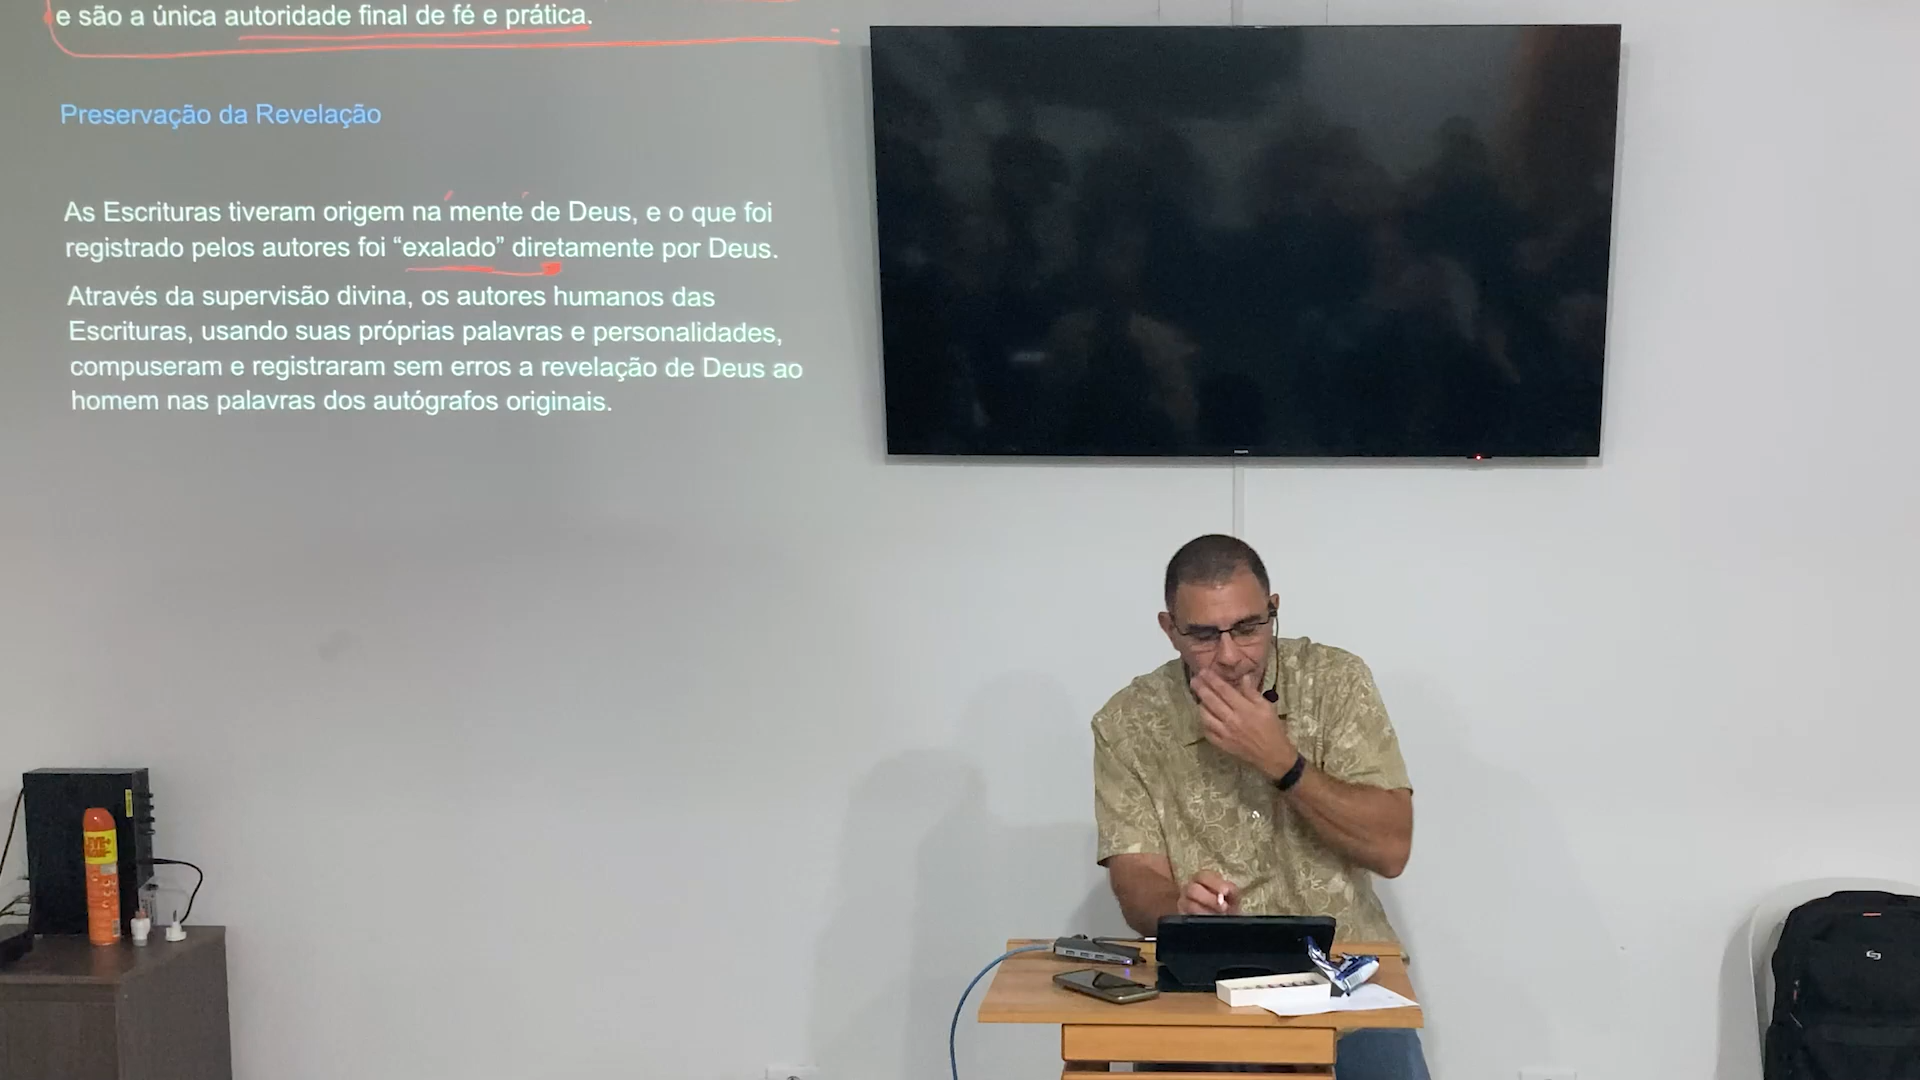 e são a única autoridade final de fé e prática.
Preservação da Revelação
As Escrituras tiveram origem na mente de Deus, e o que foi
registrado pelos autores foi “exalado” diretamente por Deus.
Através da supervisão divina, os autores humanos das
Escrituras, usando suas próprias palavras e personalidades,
compuseram e registraram sem erros a revelação de Deus ao
homem nas palavras dos autógrafos originais.
PHILIPS